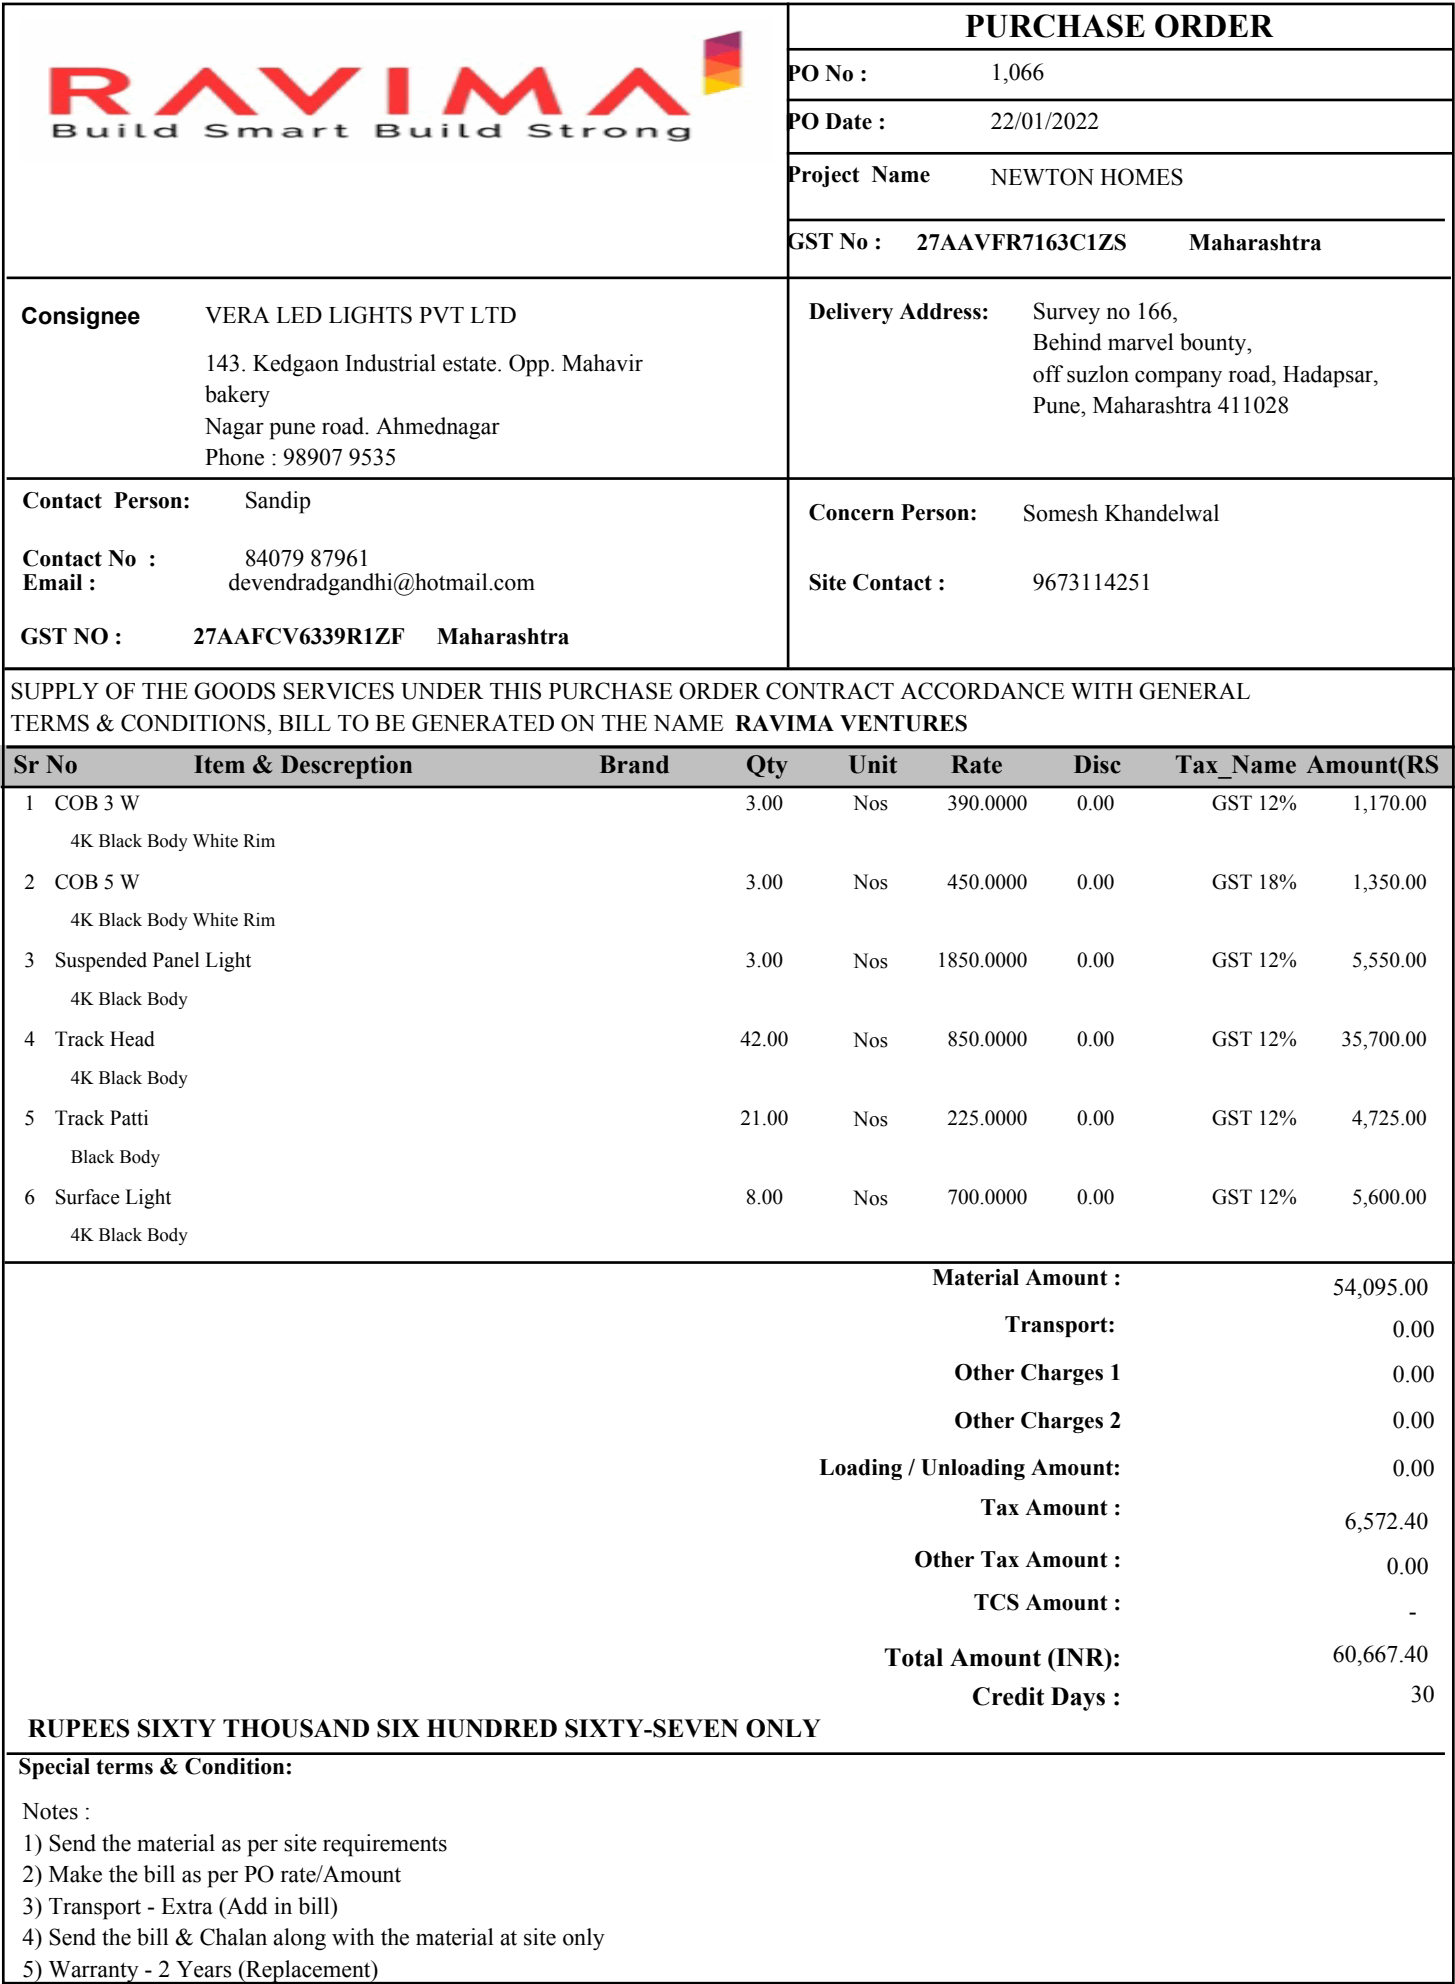 RAVIMA
Build Smart Build Strong
PURCHASE ORDER
PO No : 1,066
PO Date : 22/01/2022
Project Name NEWTON HOMES
GST No : 27AAVFR7163C1ZS Maharashtra
Consignee VERA LED LIGHTS PVT LTD
143. Kedgaon Industrial estate. Opp. Mahavir
bakery
Nagar pune road. Ahmednagar
Phone : 98907 9535
Delivery Address: Survey no 166,
Behind marvel bounty,
off suzlon company road, Hadapsar,
Pune, Maharashtra 411028
Contact Person: Sandip
Contact No : 84079 87961
Email : devendradgandhi@hotmail.com
GST NO : 27AAFCV6339R1ZF Maharashtra
Concern Person: Somesh Khandelwal
Site Contact : 9673114251
SUPPLY OF THE GOODS SERVICES UNDER THIS PURCHASE ORDER CONTRACT ACCORDANCE WITH GENERAL
TERMS & CONDITIONS, BILL TO BE GENERATED ON THE NAME RAVIMA VENTURES
Sr No Item & Descreption Brand Qty Unit Rate Disc Tax_Name Amount(RS
1 COB 3 W 3.00 Nos 390.0000 0.00 GST 12% 1,170.00
4K Black Body White Rim
2 COB 5 W 3.00 Nos 450.0000 0.00 GST 18% 1,350.00
4K Black Body White Rim
3 Suspended Panel Light 3.00 Nos 1850.0000 0.00 GST 12% 5,550.00
4K Black Body
4 Track Head 42.00 Nos 850.0000 0.00 GST 12% 35,700.00
4K Black Body
5 Track Patti 21.00 Nos 225.0000 0.00 GST 12% 4,725.00
Black Body
6 Surface Light 8.00 Nos 700.0000 0.00 GST 12% 5,600.00
4K Black Body
Material Amount : 54,095.00
Transport: 0.00
Other Charges 1 0.00
Other Charges 2 0.00
Loading / Unloading Amount: 0.00
Tax Amount : 6,572.40
Other Tax Amount : 0.00
TCS Amount : -
Total Amount (INR): 60,667.40
Credit Days : 30
RUPEES SIXTY THOUSAND SIX HUNDRED SIXTY-SEVEN ONLY
Special terms & Condition:
Notes :
1) Send the material as per site requirements
2) Make the bill as per PO rate/Amount
3) Transport - Extra (Add in bill)
4) Send the bill & Chalan along with the material at site only
5) Warranty - 2 Years (Replacement)